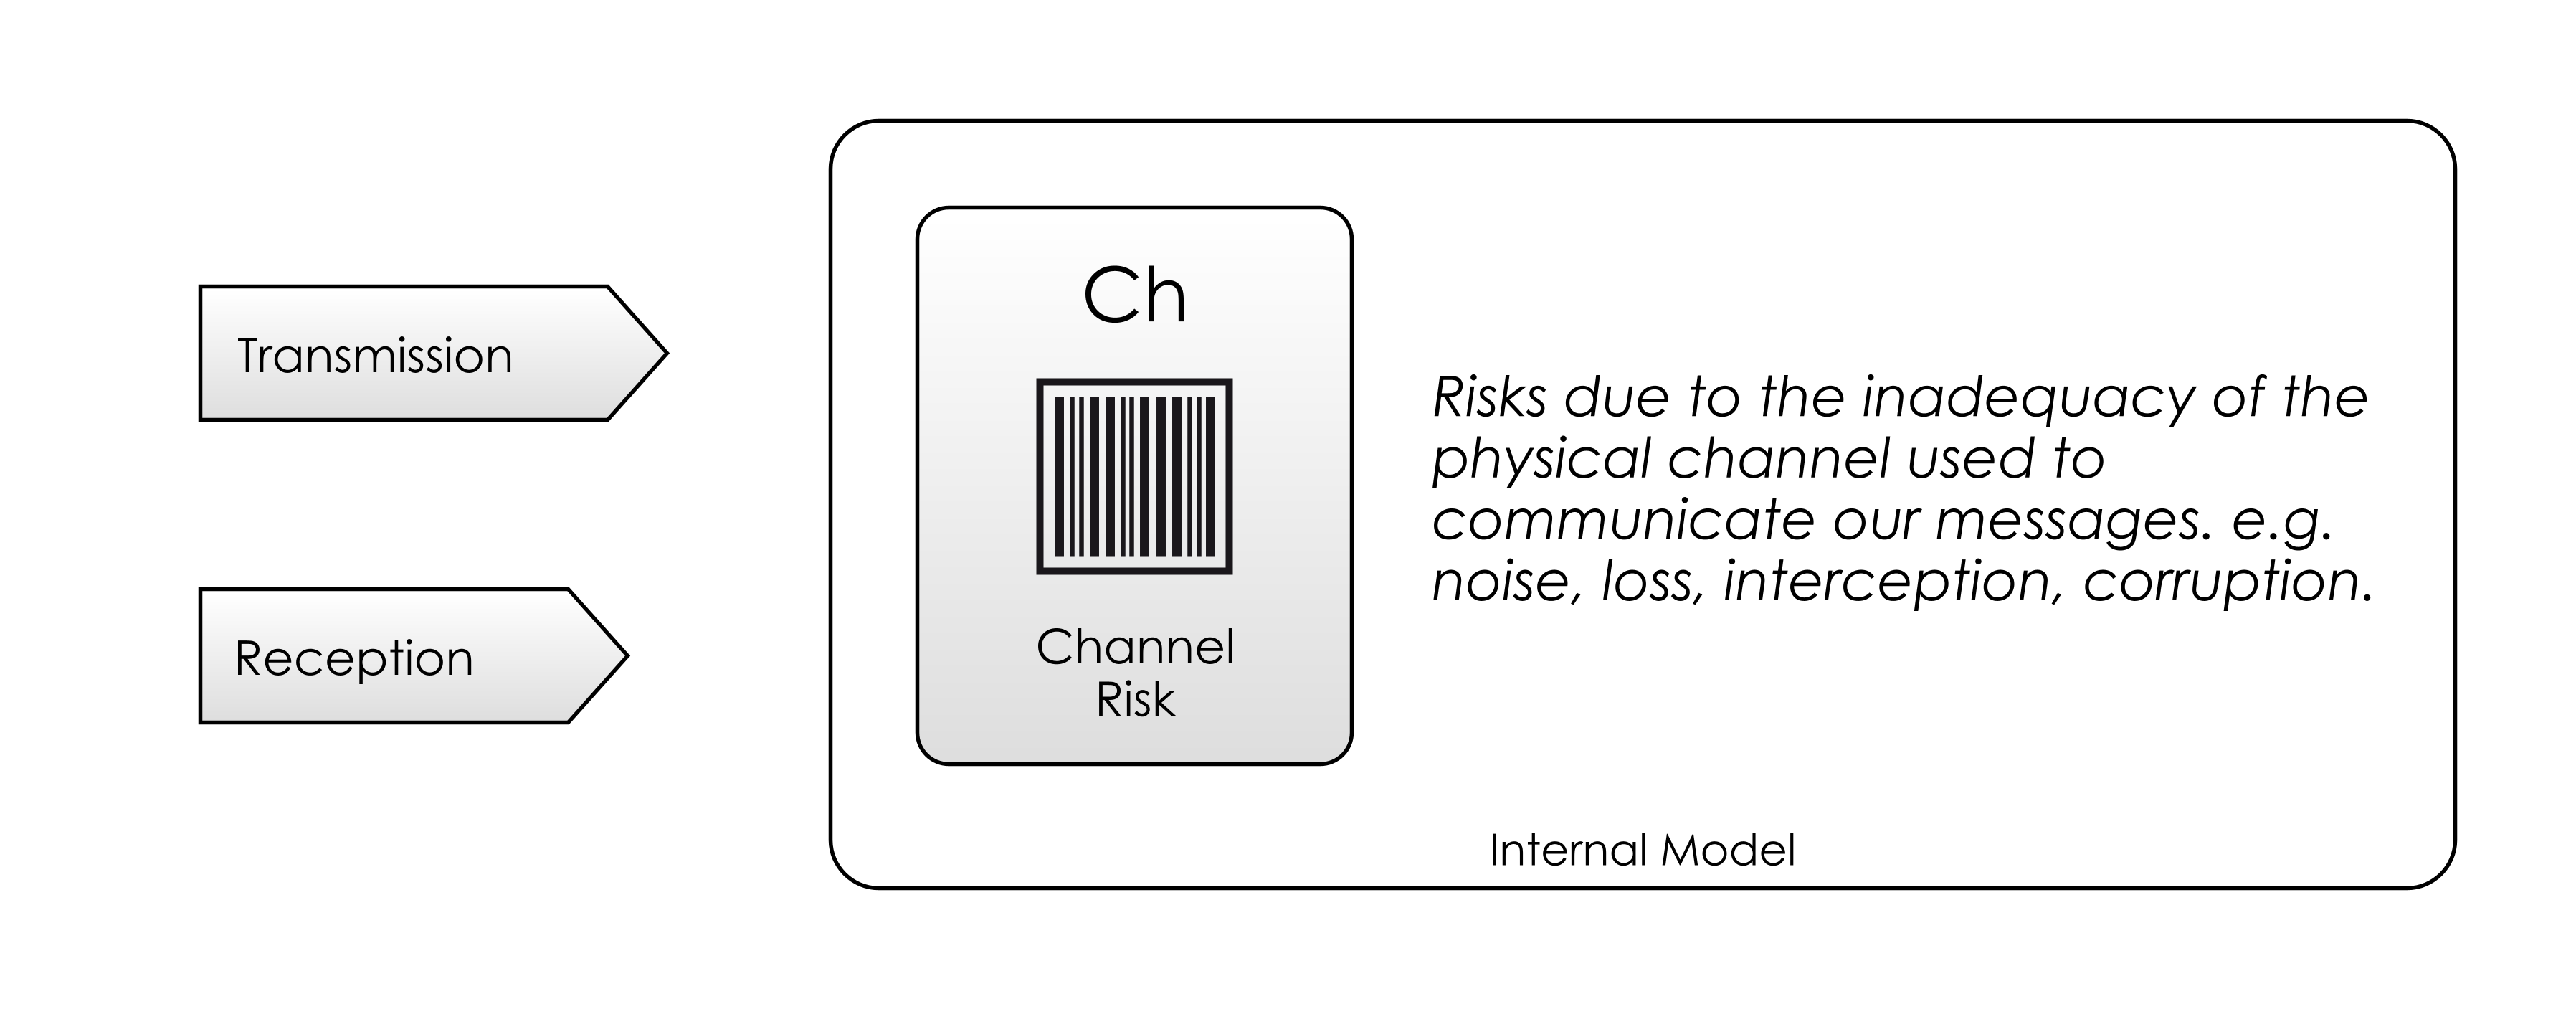 Transmission
Reception
Ch
Channel
Risk
Risks due to the inadequacy of the
physical channel used to
communicate our messages. e.g.
noise, loss, interception, corruption.
Internal Model